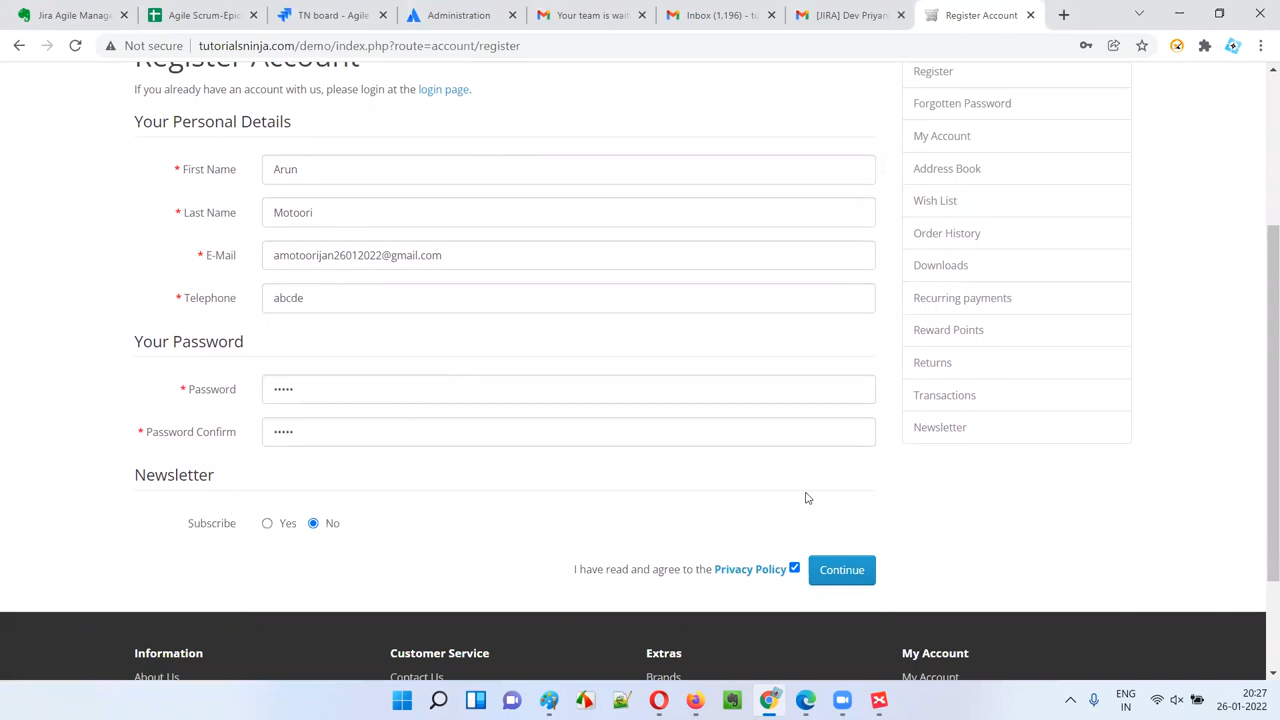 Jira Agile Manage
Agile Scrum-Epic
TN board - Agile
Administration
Your team is wait
Inbox (1,196) - tu
[JIRA] Dev Priyan
Register Account
Not secure
tutorialsninja.com/demo/index.php?route=account/register
Register Account
If you already have an account with us, please login at the login page.
Your Personal Details
* First Name
Arun
* Last Name
Motoori
* E-Mail
amotoorijan26012022@gmail.com
* Telephone
abcde
Your Password
* Password
•••••
* Password Confirm
•••••
Newsletter
Subscribe
Yes
No
I have read and agree to the Privacy Policy
Continue
Register
Forgotten Password
My Account
Address Book
Wish List
Order History
Downloads
Recurring payments
Reward Points
Returns
Transactions
Newsletter
Information
Customer Service
Extras
My Account
About Us
Contact Us
Brands
My Account
ENG
IN
20:27
26-01-2022